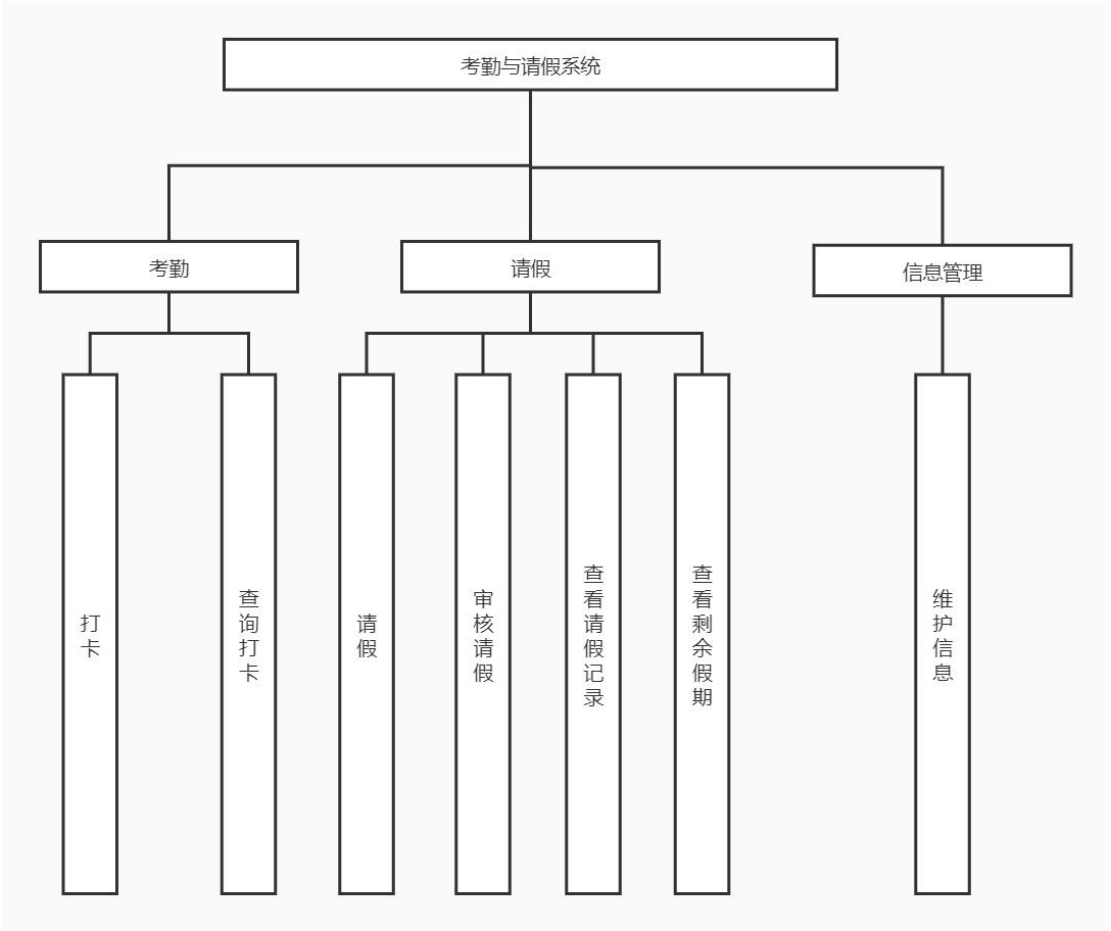 考勤与请假系统
考勤
请假
信息管理
打卡
查询打卡
请假
审核请假
查看请假记录
查看剩余假期
维护信息